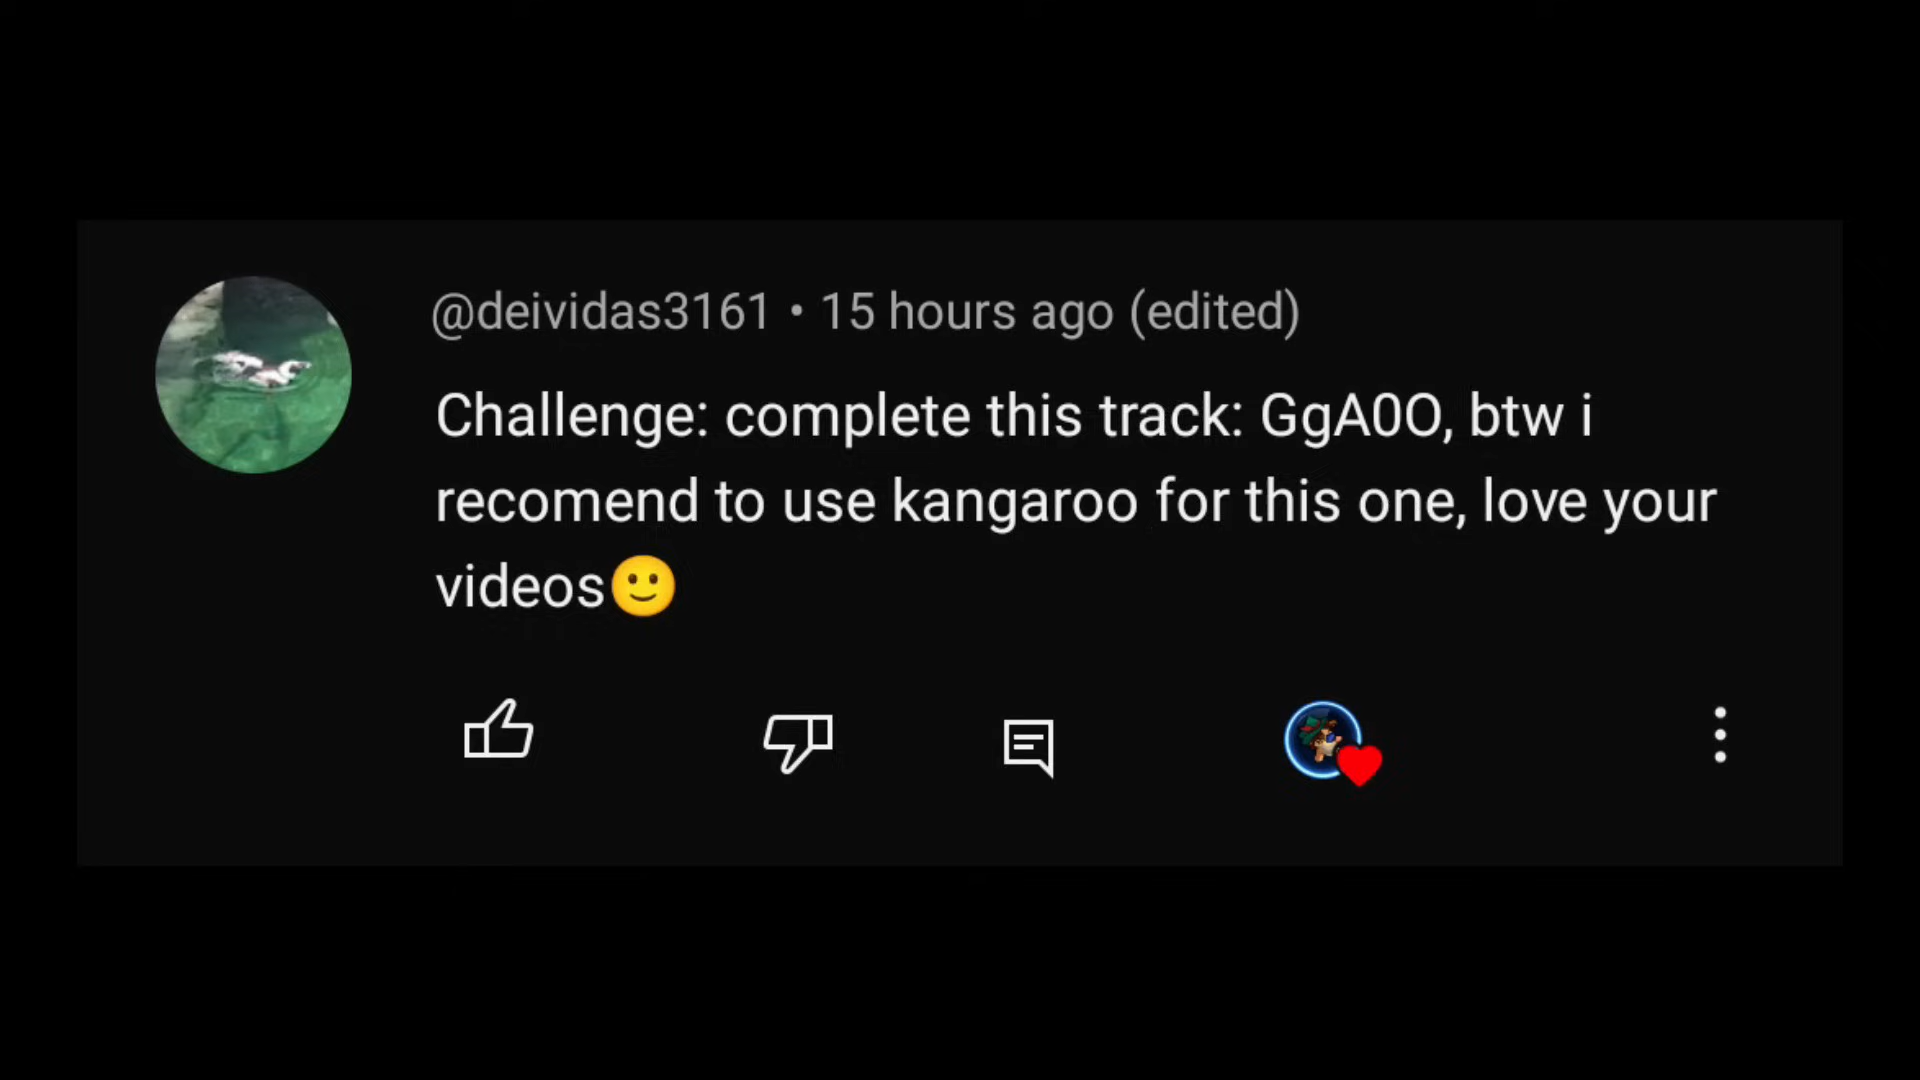 @deividas3161 • 15 hours ago (edited)
Challenge: complete this track: GgA0O, btw i
recomend to use kangaroo for this one, love your
videos🙂